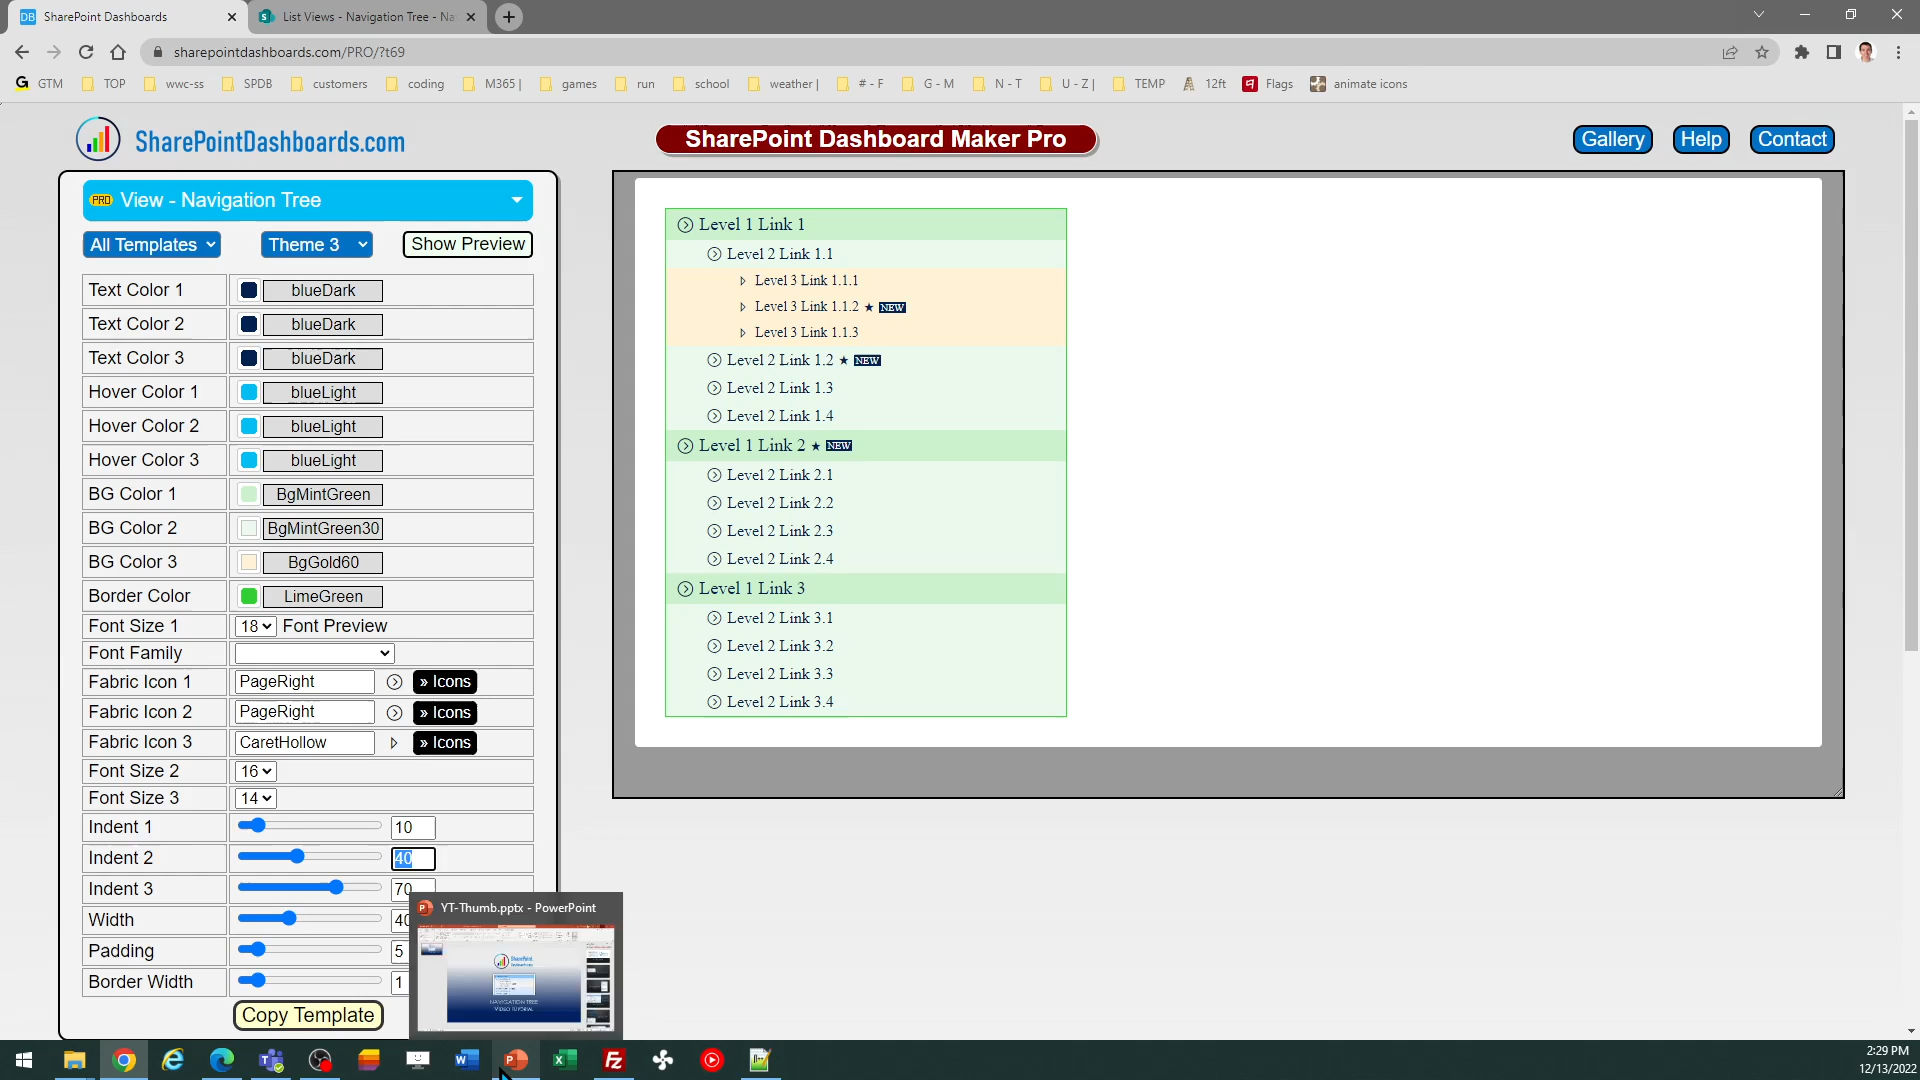 SharePoint Dashboards
List Views - Navigation Tree - Na
sharepointdashboards.com/PRO/?t69
GTM
TOP
wwc-ss
SPDB
customers
coding
M365 |
games
run
school
weather |
# - F
G - M
N - T
U - Z |
TEMP
12ft
Flags
animate icons
SharePointDashboards.com
SharePoint Dashboard Maker Pro
Gallery
Help
Contact
PRO View - Navigation Tree
All Templates
Theme 3
Show Preview
Text Color 1 blueDark
Text Color 2 blueDark
Text Color 3 blueDark
Hover Color 1 blueLight
Hover Color 2 blueLight
Hover Color 3 blueLight
BG Color 1 BgMintGreen
BG Color 2 BgMintGreen30
BG Color 3 BgGold60
Border Color LimeGreen
Font Size 1 18 Font Preview
Font Family
Fabric Icon 1 PageRight » Icons
Fabric Icon 2 PageRight » Icons
Fabric Icon 3 CaretHollow » Icons
Font Size 2 16
Font Size 3 14
Indent 1 10
Indent 2 40
Indent 3 70
Width 40
Padding 5
Border Width 1
Copy Template
Level 1 Link 1
Level 2 Link 1.1
Level 3 Link 1.1.1
Level 3 Link 1.1.2 ★ NEW
Level 3 Link 1.1.3
Level 2 Link 1.2 ★ NEW
Level 2 Link 1.3
Level 2 Link 1.4
Level 1 Link 2 ★ NEW
Level 2 Link 2.1
Level 2 Link 2.2
Level 2 Link 2.3
Level 2 Link 2.4
Level 1 Link 3
Level 2 Link 3.1
Level 2 Link 3.2
Level 2 Link 3.3
Level 2 Link 3.4
YT-Thumb.pptx - PowerPoint
SharePoint
Dashboards.com
NAVIGATION TREE
VIDEO TUTORIAL
2:29 PM
12/13/2022